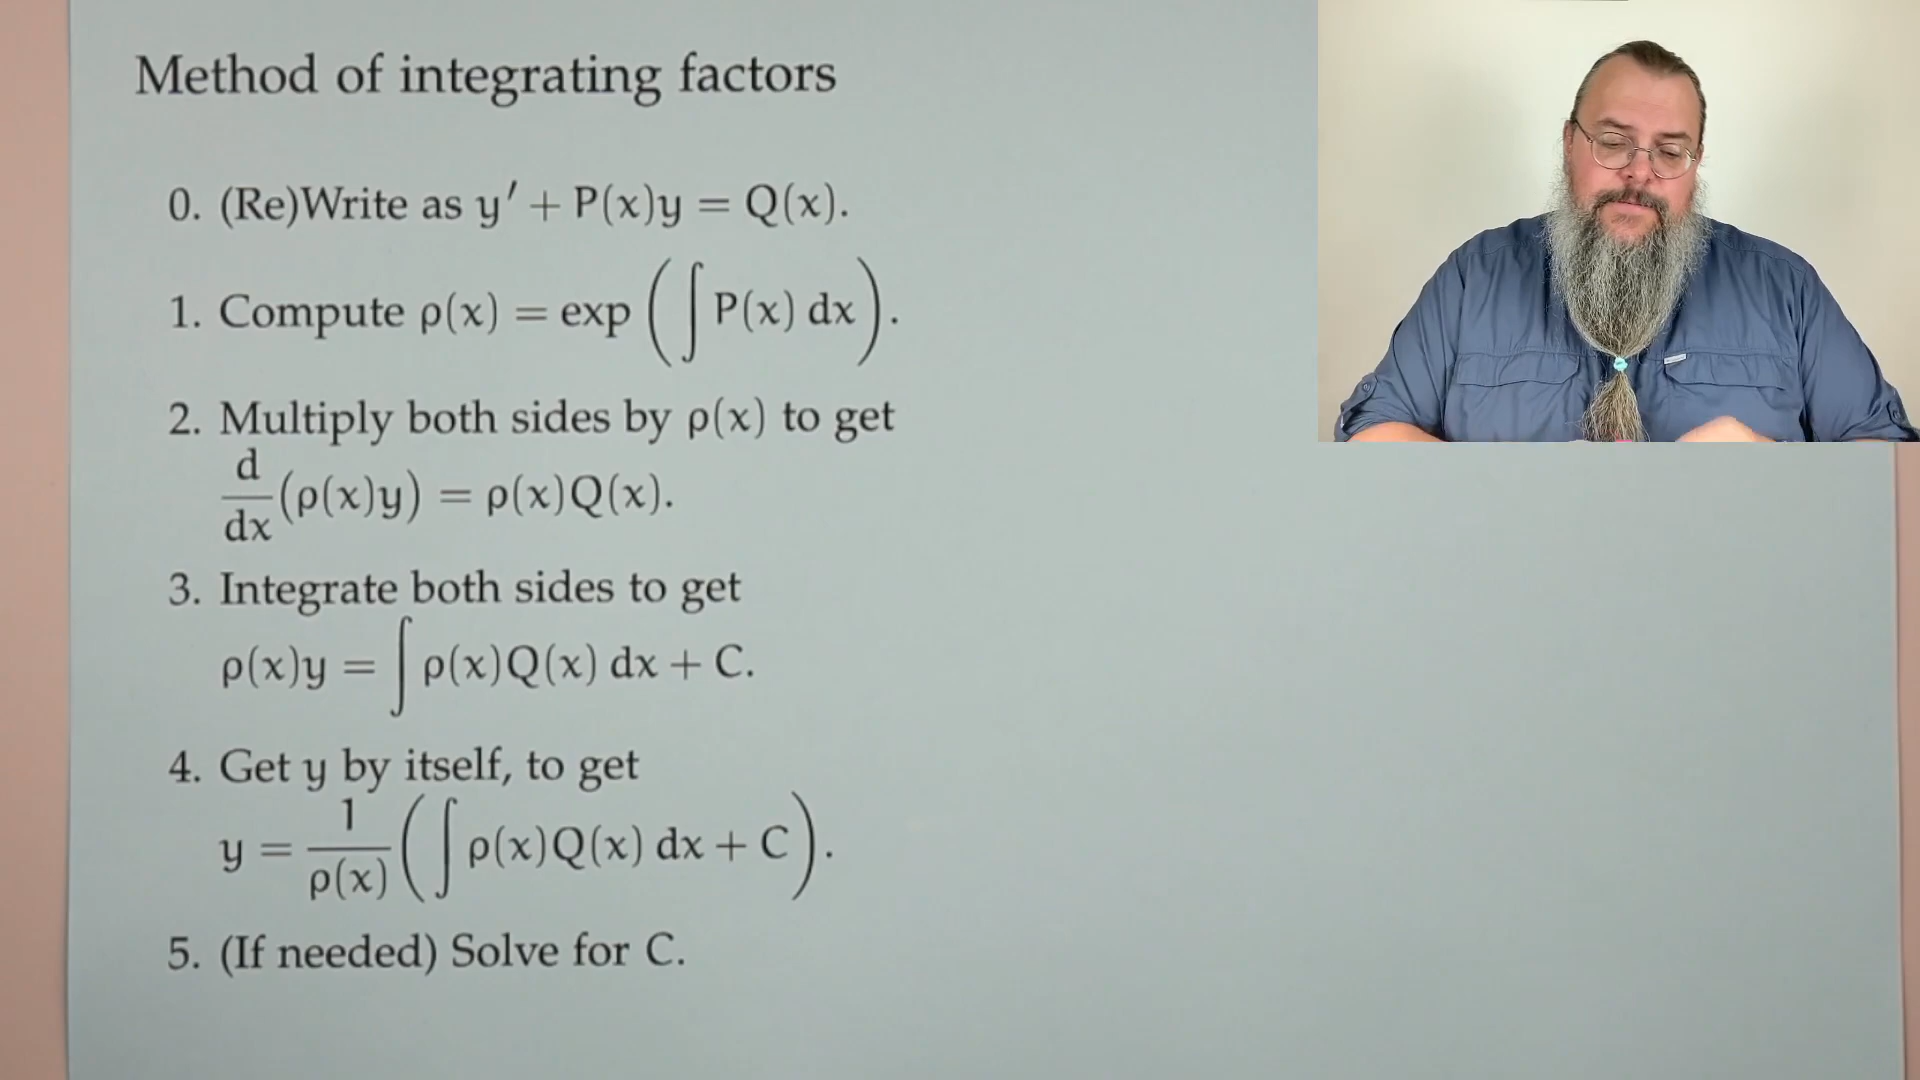 Method of integrating factors
0. (Re)Write as y′ + P(x)y = Q(x).
1. Compute ρ(x) = exp(∫P(x) dx).
2. Multiply both sides by ρ(x) to get
d/dx(ρ(x)y) = ρ(x)Q(x).
3. Integrate both sides to get
ρ(x)y = ∫ρ(x)Q(x) dx + C.
4. Get y by itself, to get
y = 1/ρ(x)(∫ρ(x)Q(x) dx + C).
5. (If needed) Solve for C.